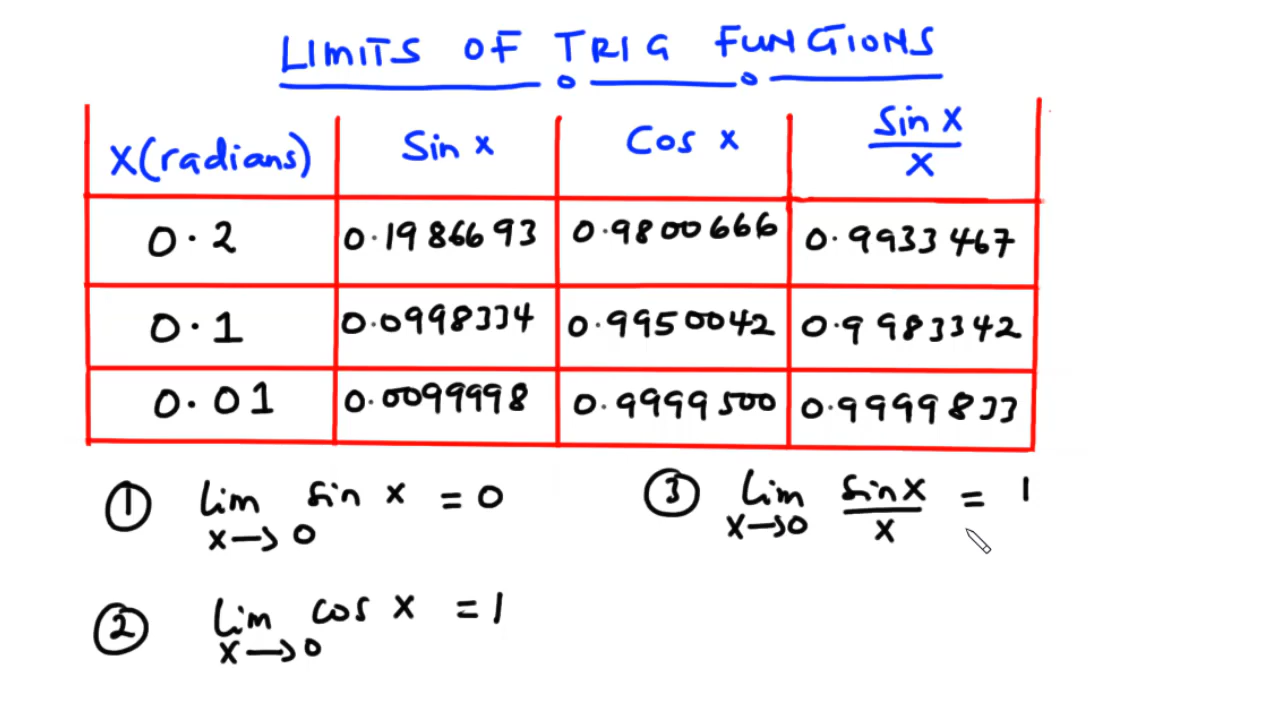 LIMITS OF TRIG FUNCTIONS
X(radians) Sin x Cos x Sin x / x
0.2 0.1986693 0.9800666 0.9933467
0.1 0.0998334 0.9950042 0.9983342
0.01 0.0099998 0.9999500 0.9999833
① lim x→0 sin x = 0
③ lim x→0 sin x / x = 1
② lim x→0 cos x = 1